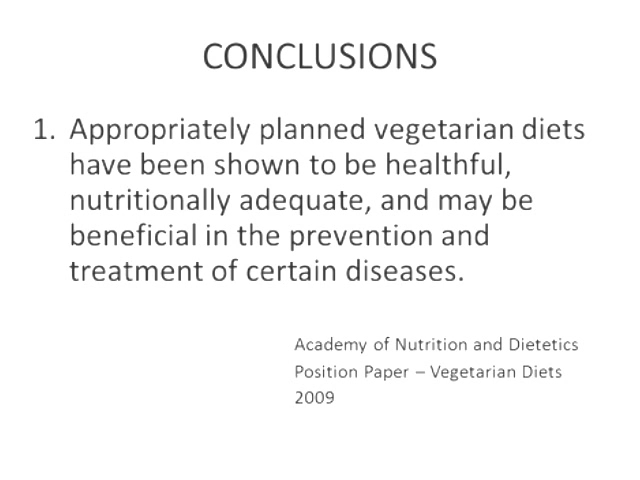 CONCLUSIONS
1. Appropriately planned vegetarian diets
have been shown to be healthful,
nutritionally adequate, and may be
beneficial in the prevention and
treatment of certain diseases.
Academy of Nutrition and Dietetics
Position Paper – Vegetarian Diets
2009